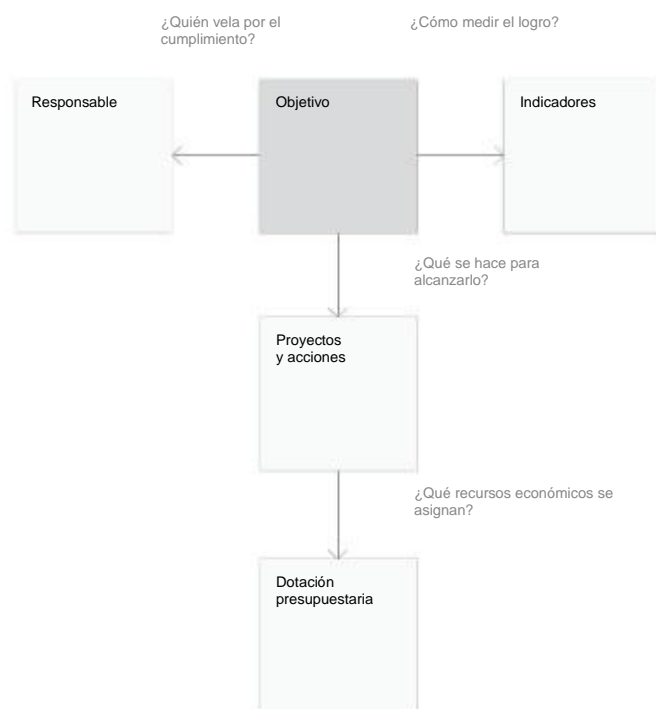 ¿Quién vela por el
cumplimiento?
¿Cómo medir el logro?
Responsable
Objetivo
Indicadores
¿Qué se hace para
alcanzarlo?
Proyectos
y acciones
¿Qué recursos económicos se
asignan?
Dotación
presupuestaria